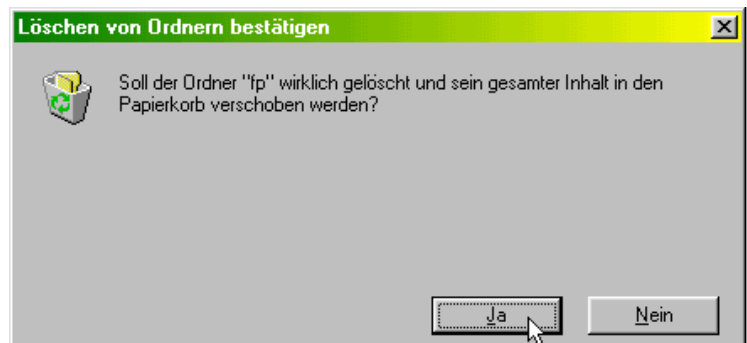 Löschen von Ordnern bestätigen
Soll der Ordner "fp" wirklich gelöscht und sein gesamter Inhalt in den
Papierkorb verschoben werden?
Ja
Nein